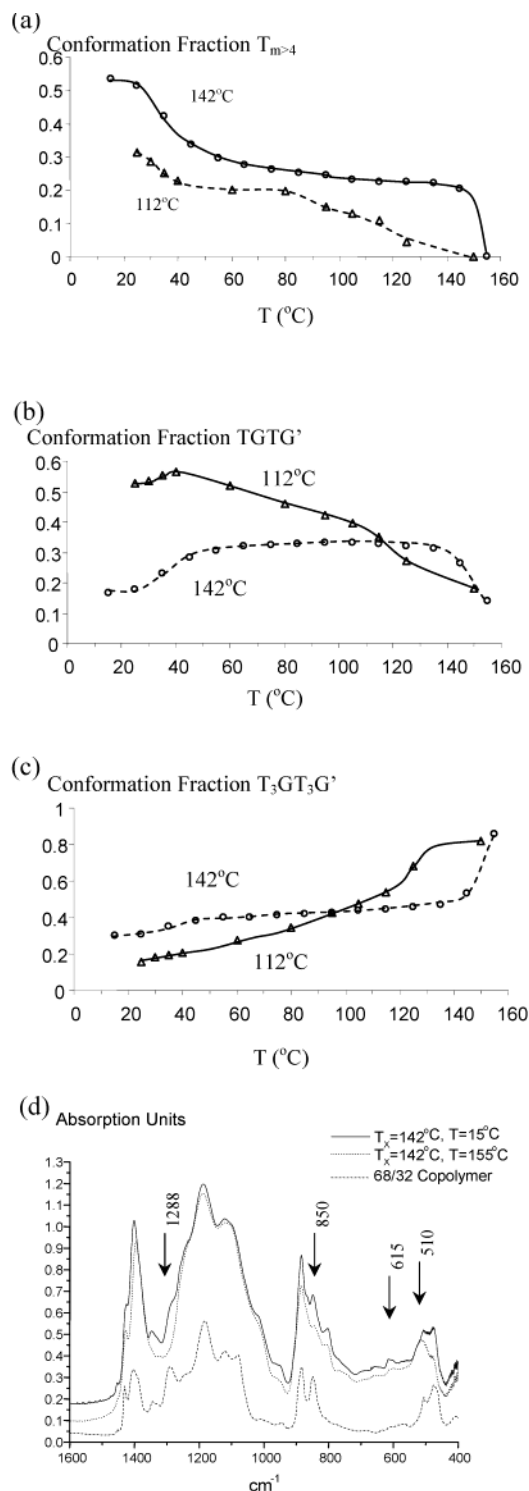 (a)
Conformation Fraction Tm>4
0.6
0.5
0.4
0.3
0.2
0.1
0
142°C
112°C
0 20 40 60 80 100 120 140 160
T (°C)
(b)
Conformation Fraction TGTG'
0.6
0.5
0.4
0.3
0.2
0.1
0
112°C
142°C
0 20 40 60 80 100 120 140 160
T (°C)
(c)
Conformation Fraction T3GT3G'
1
0.8
0.6
0.4
0.2
0
142°C
112°C
0 20 40 60 80 100 120 140 160
T (°C)
(d)
Absorption Units
Tx=142°C, T=15°C
Tx=142°C, T=155°C
68/32 Copolymer
1.3
1.2
1.1
1.0
0.9
0.8
0.7
0.6
0.5
0.4
0.3
0.2
0.1
0.0
1288
850
615
510
1600 1400 1200 1000 800 600 400
cm-1